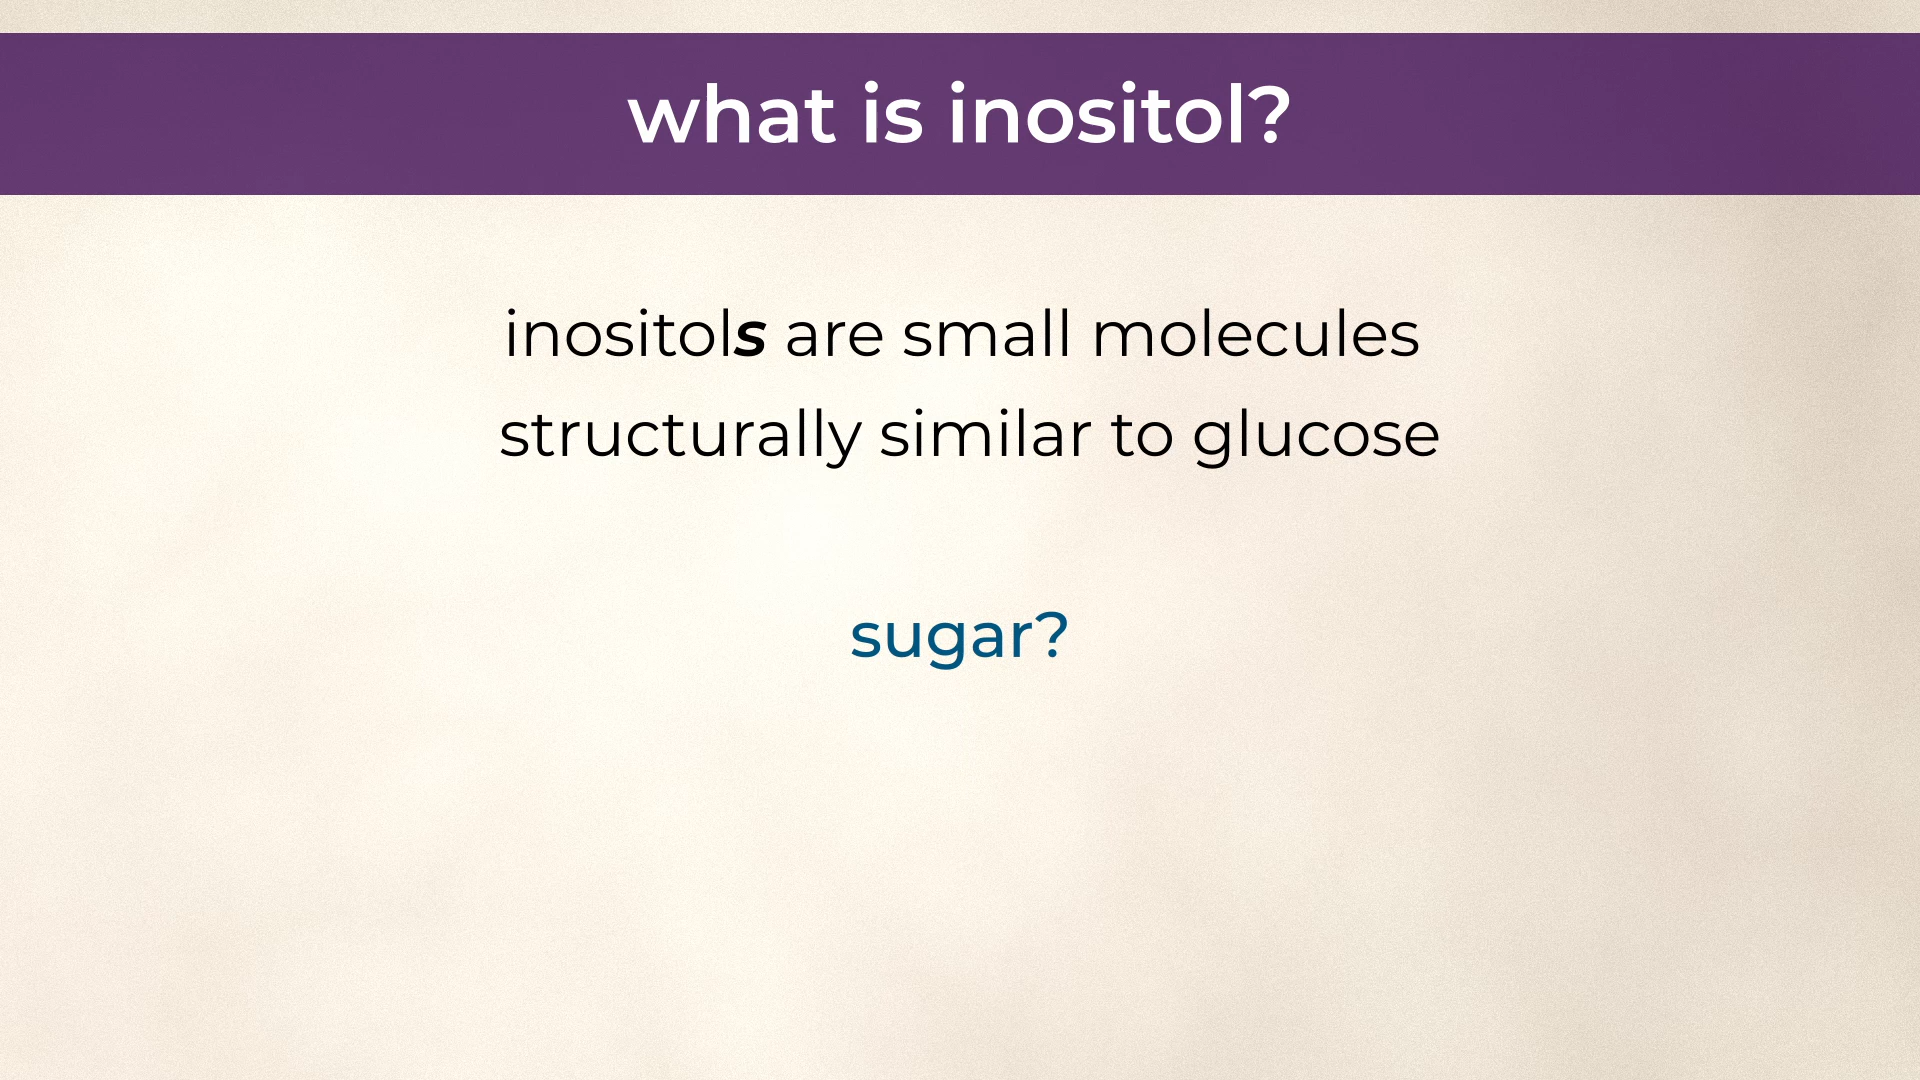 what is inositol?
inositols are small molecules
structurally similar to glucose
sugar?